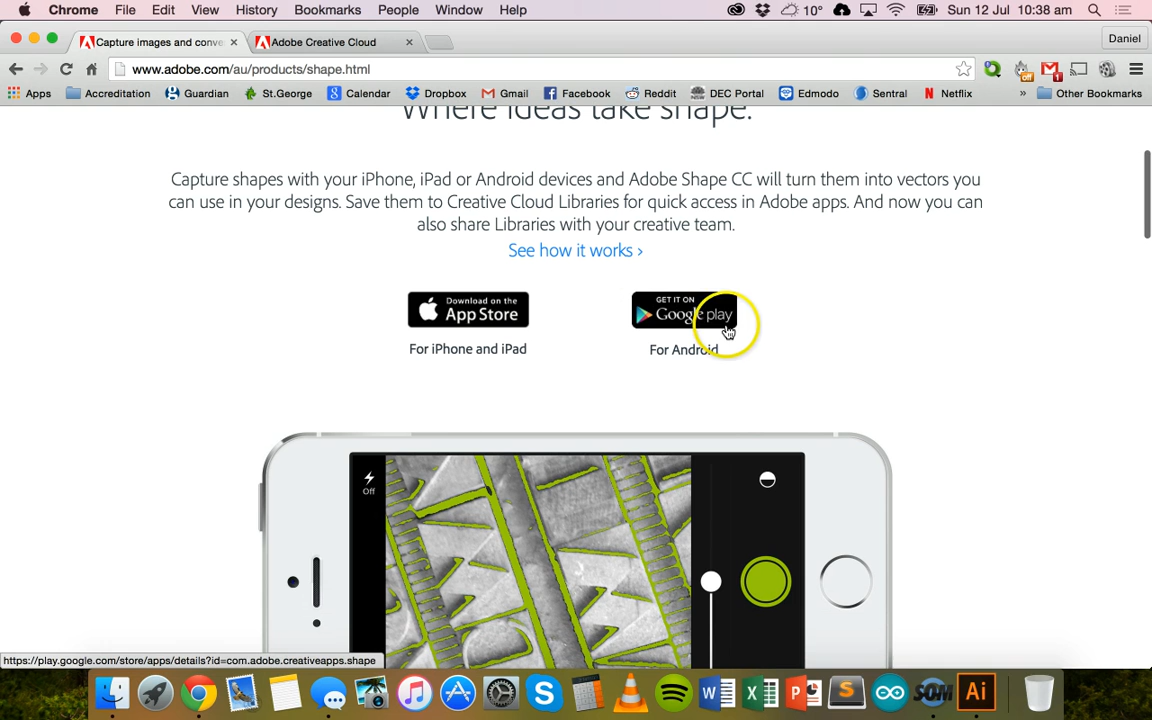 Chrome File Edit View History Bookmarks People Window Help 10° Sun 12 Jul 10:38 am
Capture images and conve Adobe Creative Cloud Daniel
www.adobe.com/au/products/shape.html
Apps Accreditation Guardian St.George Calendar Dropbox Gmail Facebook Reddit DEC Portal Edmodo Sentral Netflix » Other Bookmarks
Where ideas take shape.
Capture shapes with your iPhone, iPad or Android devices and Adobe Shape CC will turn them into vectors you
can use in your designs. Save them to Creative Cloud Libraries for quick access in Adobe apps. And now you can
also share Libraries with your creative team.
See how it works ›
Download on the
App Store
GET IT ON
Google play
For iPhone and iPad
For Android
Off
https://play.google.com/store/apps/details?id=com.adobe.creativeapps.shape
SOM Ai